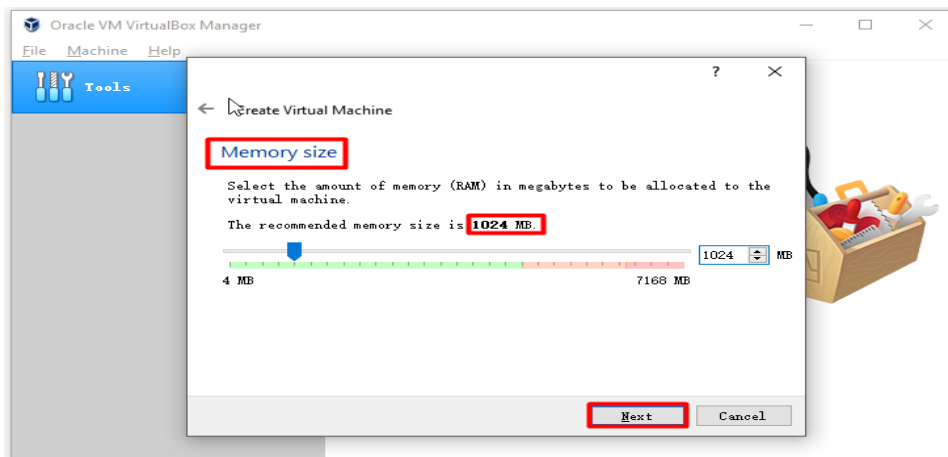 Oracle VM VirtualBox Manager
File Machine Help
Tools
?
Create Virtual Machine
Memory size
Select the amount of memory (RAM) in megabytes to be allocated to the
virtual machine.
The recommended memory size is 1024 MB.
1024 MB
4 MB 7168 MB
Next Cancel